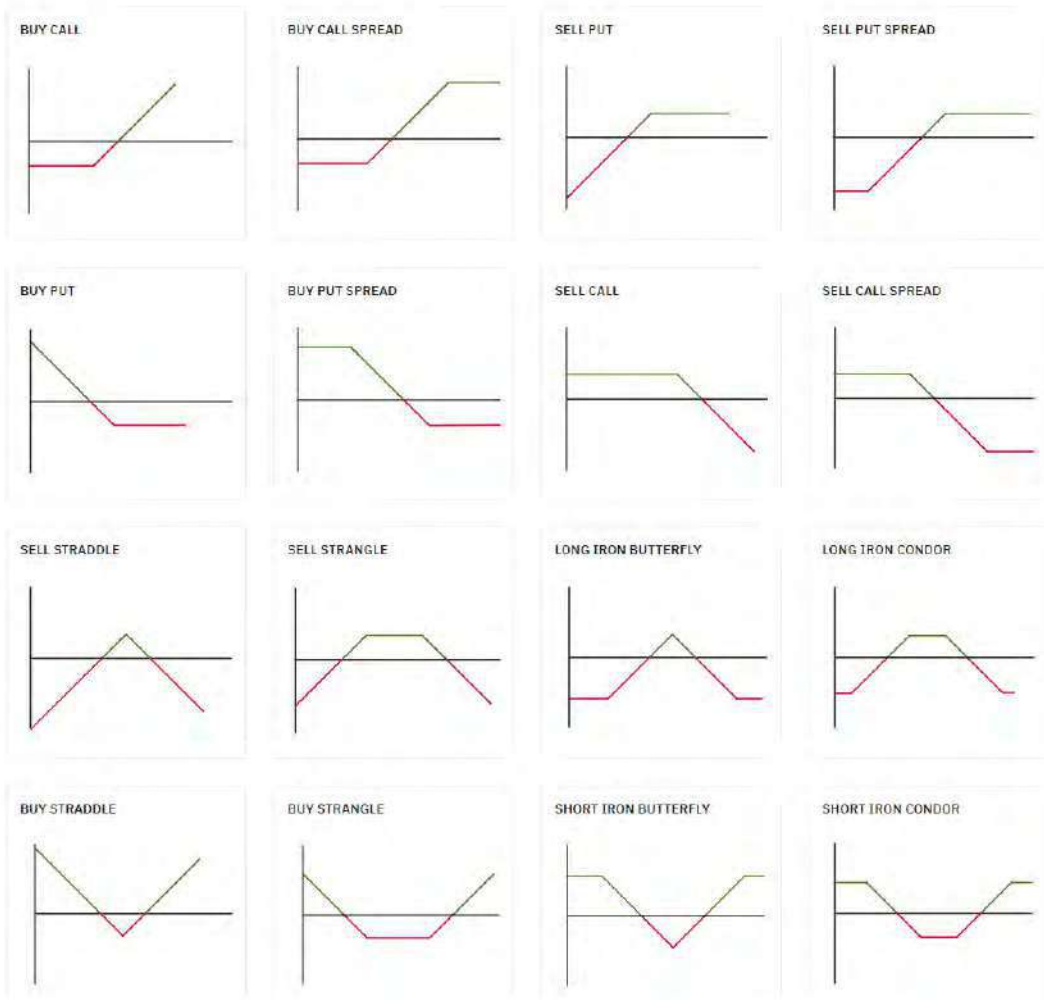 BUY CALL
BUY CALL SPREAD
SELL PUT
SELL PUT SPREAD
BUY PUT
BUY PUT SPREAD
SELL CALL
SELL CALL SPREAD
SELL STRADDLE
SELL STRANGLE
LONG IRON BUTTERFLY
LONG IRON CONDOR
BUY STRADDLE
BUY STRANGLE
SHORT IRON BUTTERFLY
SHORT IRON CONDOR